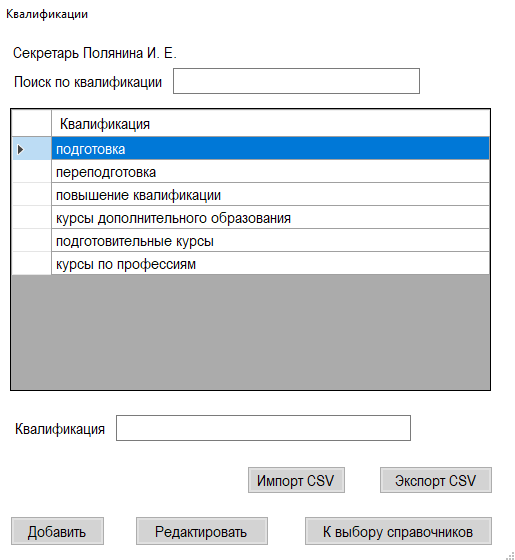 Квалификации
Секретарь Полянина И. Е.
Поиск по квалификации
Квалификация
подготовка
переподготовка
повышение квалификации
курсы дополнительного образования
подготовительные курсы
курсы по профессиям
Квалификация
Импорт CSV Экспорт CSV
Добавить Редактировать К выбору справочников